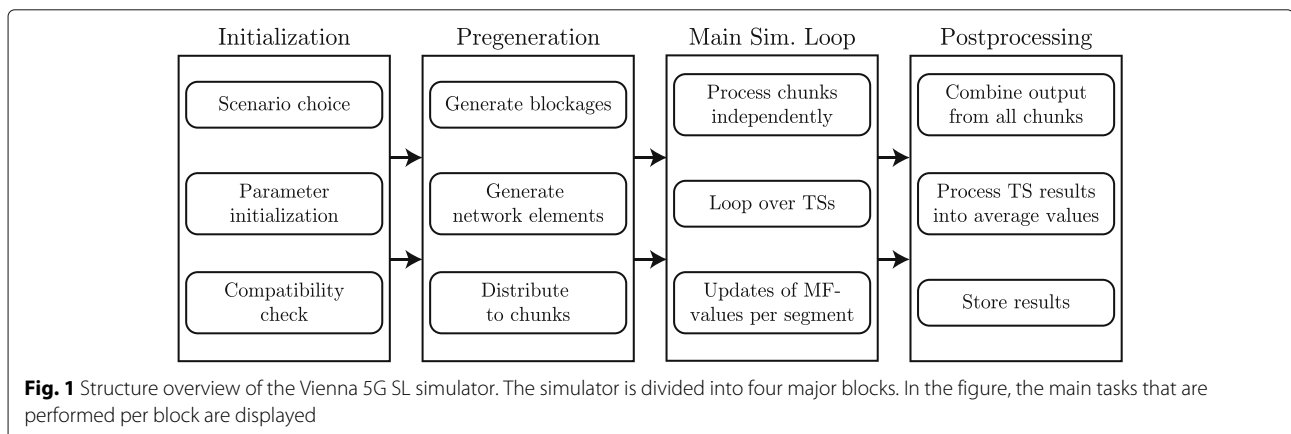 Initialization
Scenario choice
Parameter
initialization
Compatibility
check
Pregeneration
Generate blockages
Generate
network elements
Distribute
to chunks
Main Sim. Loop
Process chunks
independently
Loop over TSs
Updates of MF-
values per segment
Postprocessing
Combine output
from all chunks
Process TS results
into average values
Store results
Fig. 1 Structure overview of the Vienna 5G SL simulator. The simulator is divided into four major blocks. In the figure, the main tasks that are
performed per block are displayed